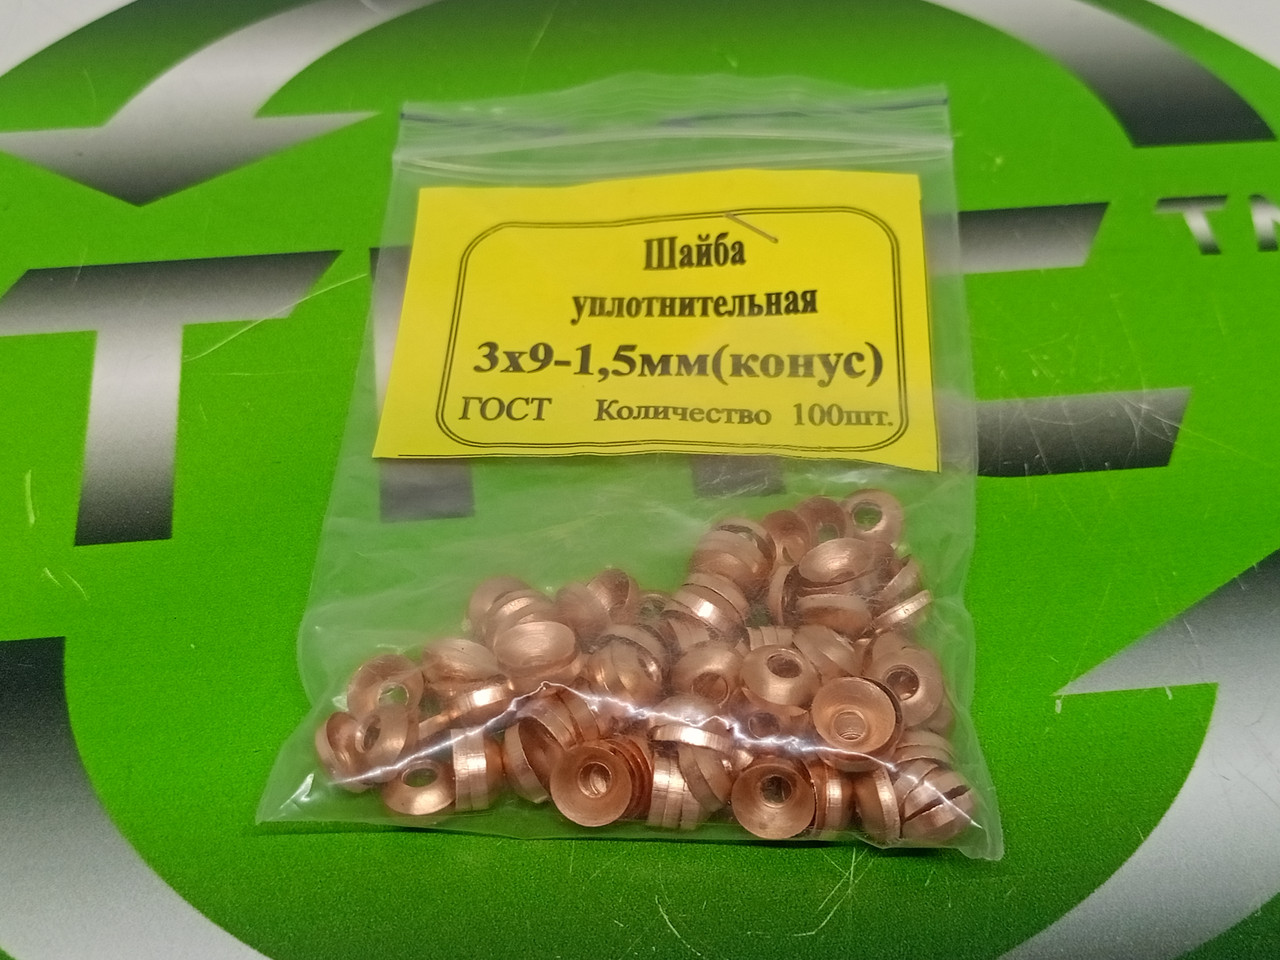 Шайба
уплотнительная
3х9-1,5мм(конус)
ГОСТ Количество 100шт.